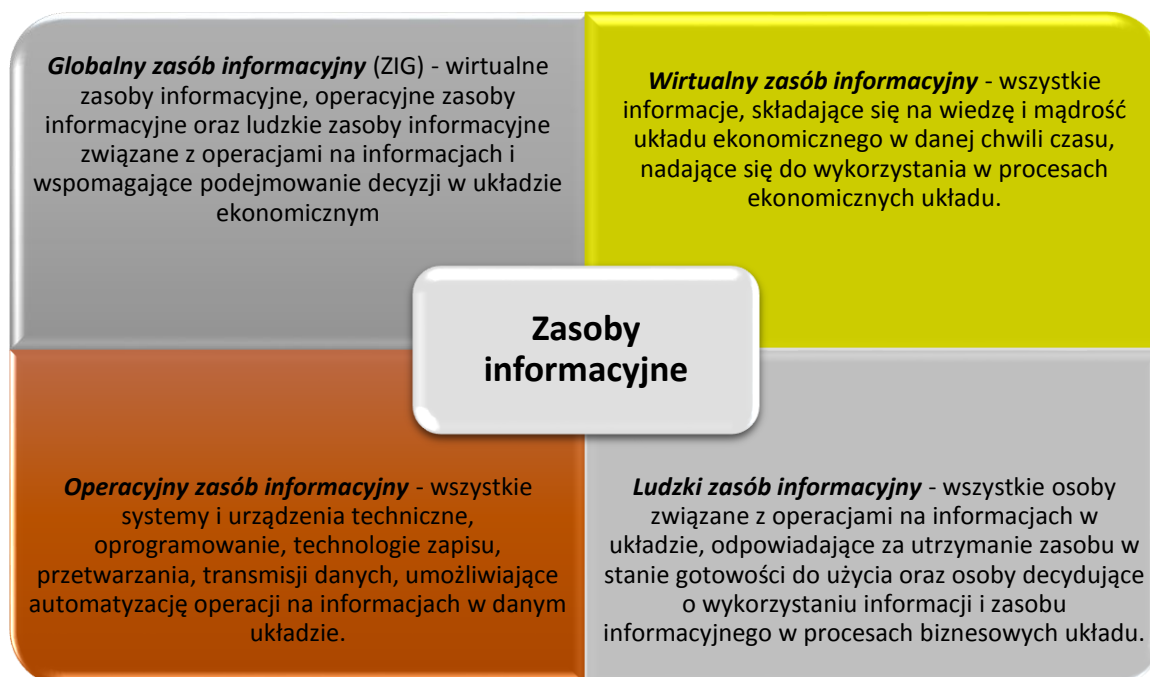 Globalny zasób informacyjny (ZIG) - wirtualne
zasoby informacyjne, operacyjne zasoby
informacyjne oraz ludzkie zasoby informacyjne
związane z operacjami na informacjach i
wspomagające podejmowanie decyzji w układzie
ekonomicznym
Wirtualny zasób informacyjny - wszystkie
informacje, składające się na wiedzę i mądrość
układu ekonomicznego w danej chwili czasu,
nadające się do wykorzystania w procesach
ekonomicznych układu.
Zasoby
informacyjne
Operacyjny zasób informacyjny - wszystkie
systemy i urządzenia techniczne,
oprogramowanie, technologie zapisu,
przetwarzania, transmisji danych, umożliwiające
automatyzację operacji na informacjach w danym
układzie.
Ludzki zasób informacyjny - wszystkie osoby
związane z operacjami na informacjach w
układzie, odpowiadające za utrzymanie zasobu w
stanie gotowości do użycia oraz osoby decydujące
o wykorzystaniu informacji i zasobu
informacyjnego w procesach biznesowych układu.